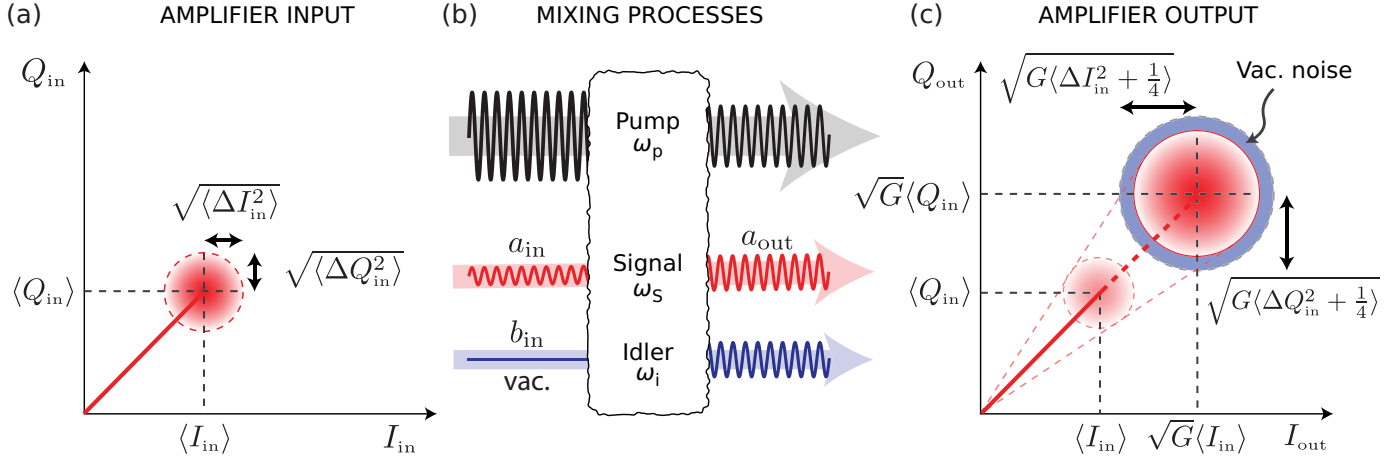 (a) AMPLIFIER INPUT
Q_in
√⟨ΔI²_in⟩
√⟨ΔQ²_in⟩
⟨Q_in⟩
⟨I_in⟩
I_in
(b) MIXING PROCESSES
Pump
ω_p
a_in
Signal
ω_S
a_out
b_in
Idler
ω_i
vac.
(c) AMPLIFIER OUTPUT
Q_out
√G⟨ΔI²_in + 1/4⟩
Vac. noise
√G⟨Q_in⟩
⟨Q_in⟩
√G⟨ΔQ²_in + 1/4⟩
⟨I_in⟩
√G⟨I_in⟩
I_out